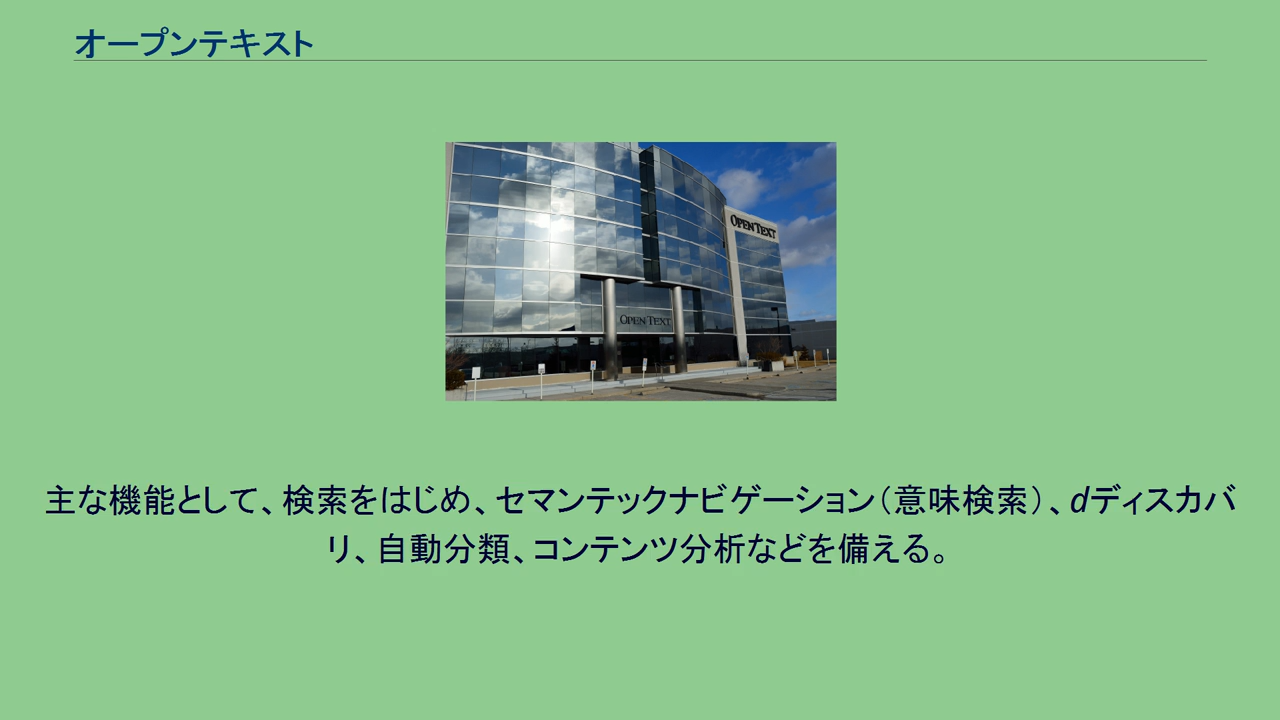 オープンテキスト
OPEN TEXT
OPEN TEXT
主な機能として、検索をはじめ、セマンテックナビゲーション（意味検索）、dディスカバ
リ、自動分類、コンテンツ分析などを備える。